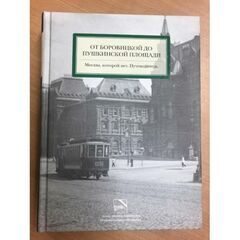 ОТ БОРОВИЦКОЙ ДО
ПУШКИНСКОЙ ПЛОЩАДИ
Москва, которой нет. Путеводитель